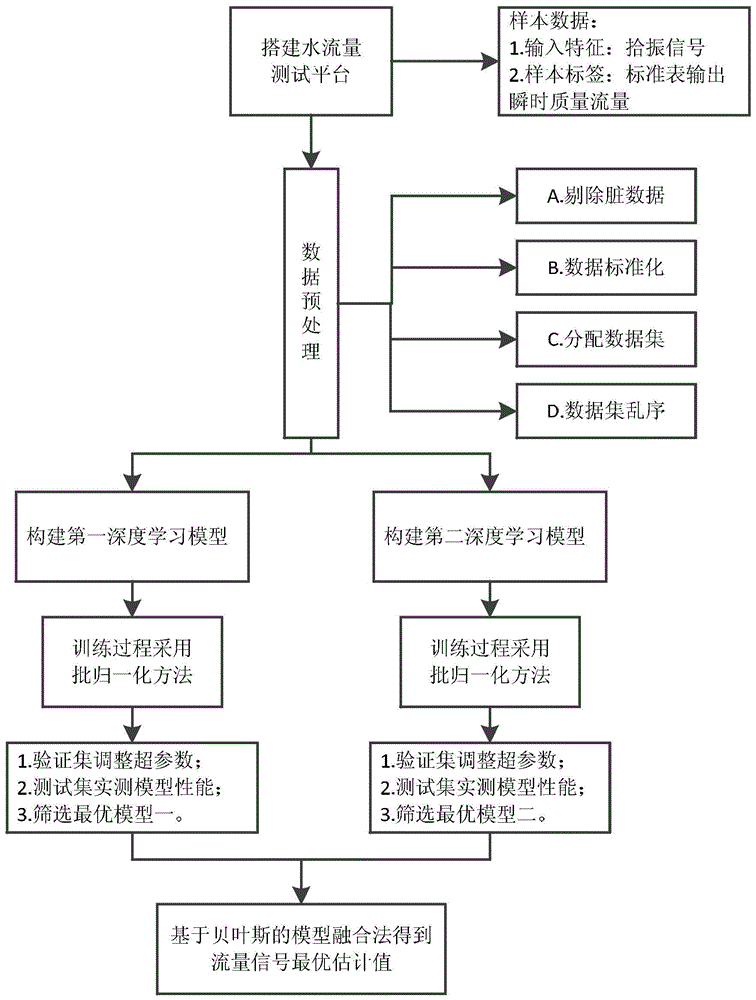 搭建水流量
测试平台
样本数据：
1.输入特征：拾振信号
2.样本标签：标准表输出
瞬时质量流量
数
据
预
处
理
A.剔除脏数据
B.数据标准化
C.分配数据集
D.数据集乱序
构建第一深度学习模型
构建第二深度学习模型
训练过程采用
批归一化方法
训练过程采用
批归一化方法
1.验证集调整超参数；
2.测试集实测模型性能；
3.筛选最优模型一。
1.验证集调整超参数；
2.测试集实测模型性能；
3.筛选最优模型二。
基于贝叶斯的模型融合法得到
流量信号最优估计值